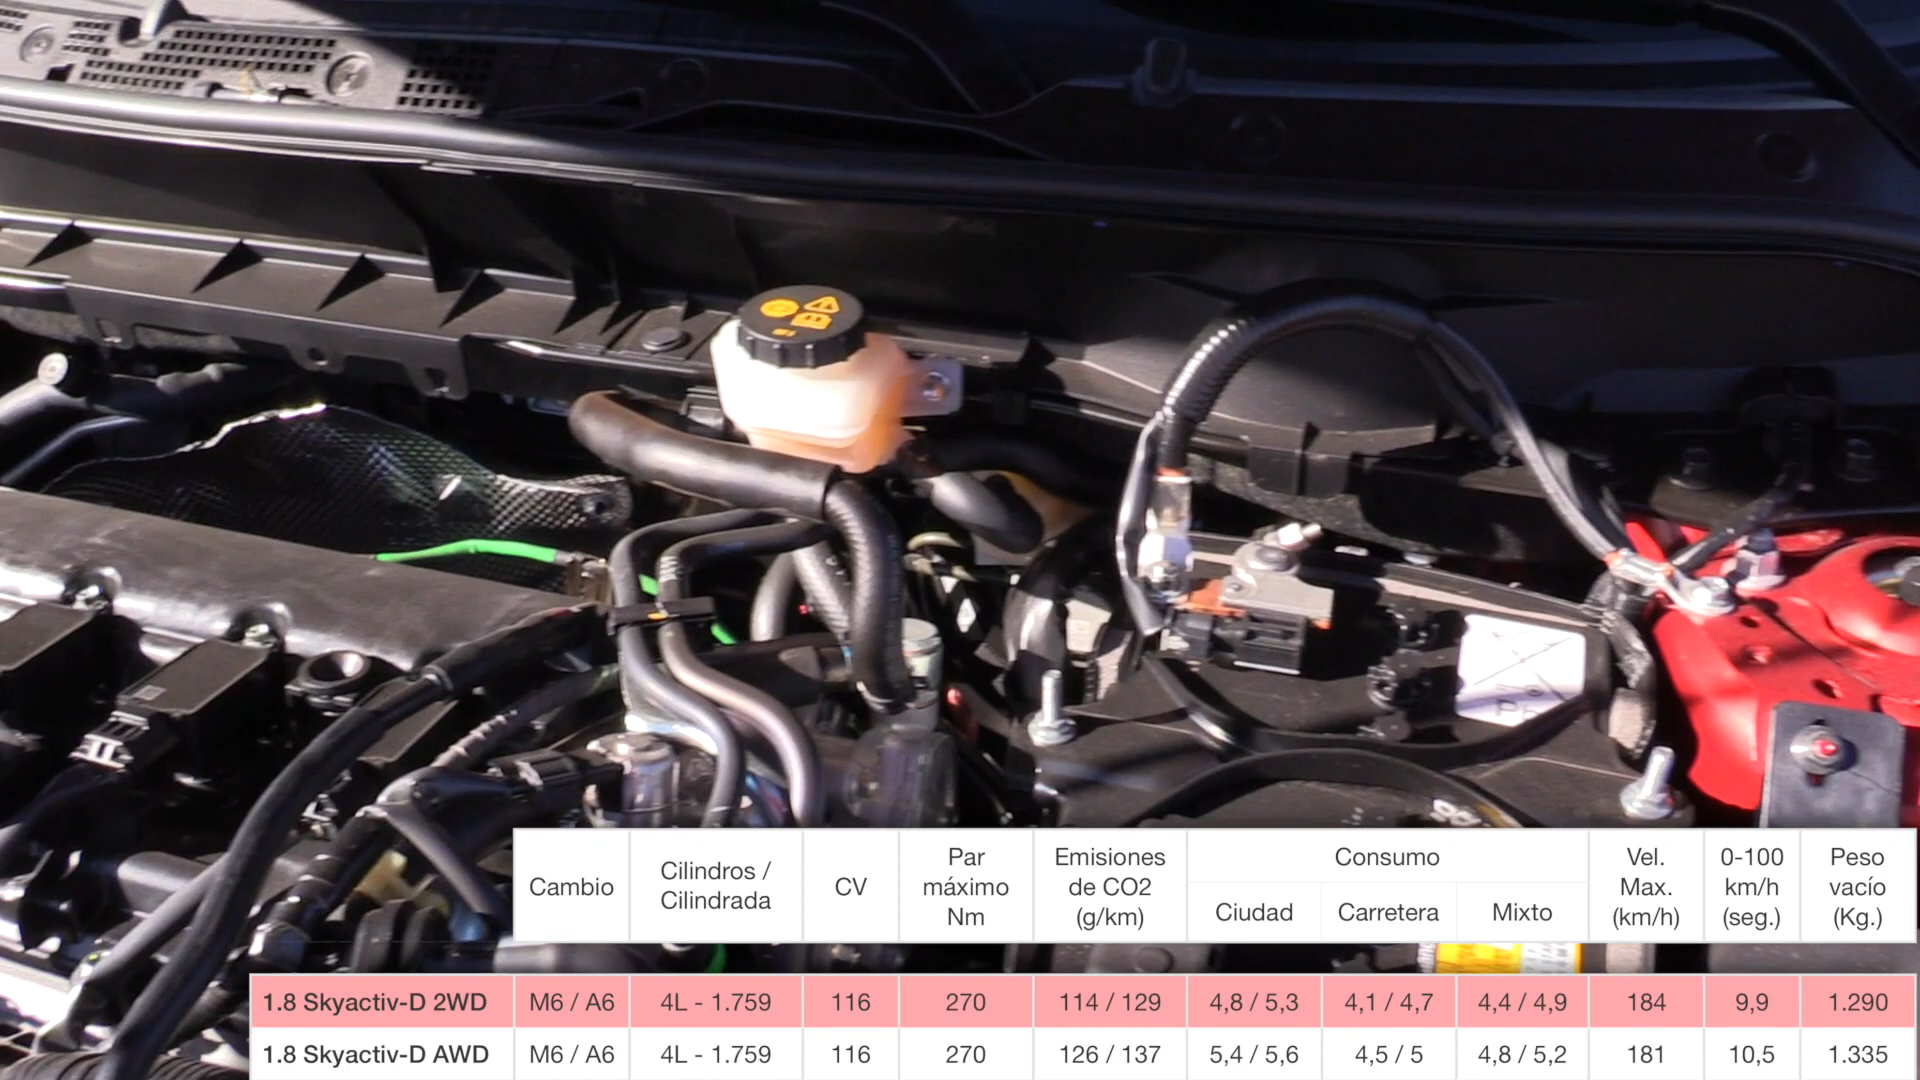 Cambio
Cilindros /
Cilindrada
CV
Par
máximo
Nm
Emisiones
de CO2
(g/km)
Consumo
Ciudad
Carretera
Mixto
Vel.
Max.
(km/h)
0-100
km/h
(seg.)
Peso
vacío
(Kg.)
1.8 Skyactiv-D 2WD M6 / A6 4L - 1.759 116 270 114 / 129 4,8 / 5,3 4,1 / 4,7 4,4 / 4,9 184 9,9 1.290
1.8 Skyactiv-D AWD M6 / A6 4L - 1.759 116 270 126 / 137 5,4 / 5,6 4,5 / 5 4,8 / 5,2 181 10,5 1.335